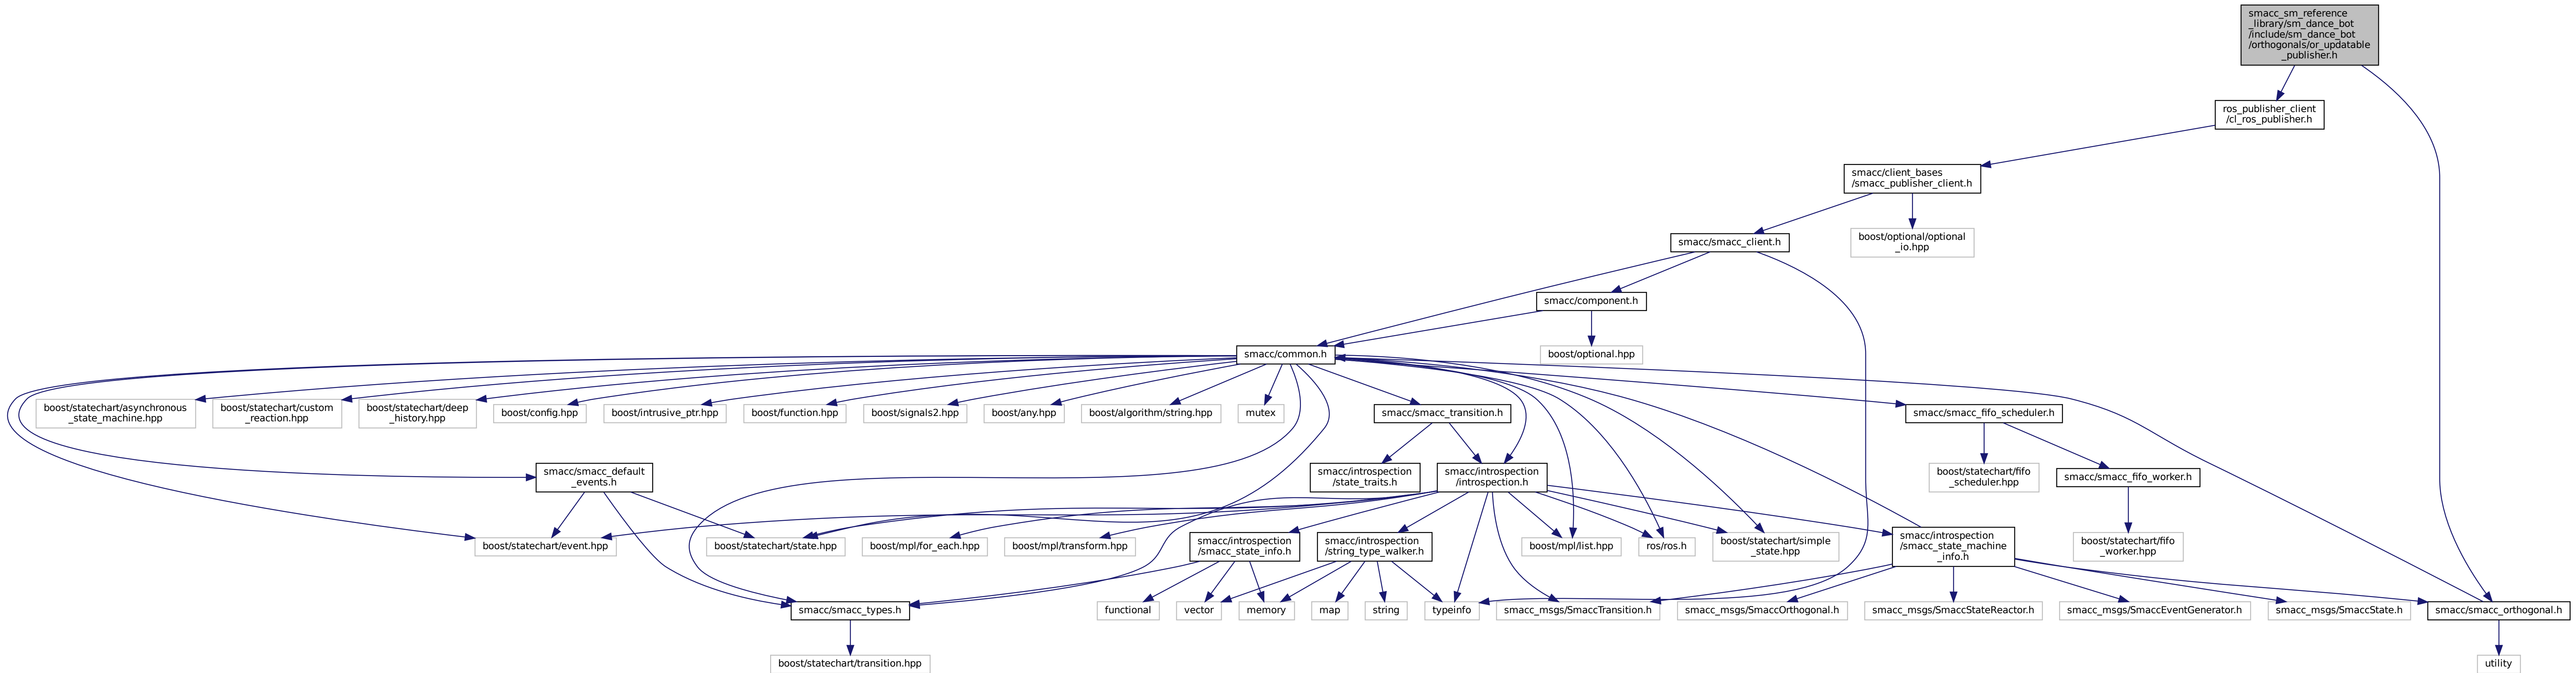 smacc_sm_reference
_library/sm_dance_bot
/include/sm_dance_bot
/orthogonals/or_updatable
_publisher.h
ros_publisher_client
/cl_ros_publisher.h
smacc/client_bases
/smacc_publisher_client.h
smacc/smacc_client.h
boost/optional/optional
_io.hpp
smacc/component.h
smacc/common.h
boost/optional.hpp
boost/statechart/asynchronous
_state_machine.hpp
boost/statechart/custom
_reaction.hpp
boost/statechart/deep
_history.hpp
boost/config.hpp
boost/intrusive_ptr.hpp
boost/function.hpp
boost/signals2.hpp
boost/any.hpp
boost/algorithm/string.hpp
mutex
smacc/smacc_transition.h
smacc/smacc_fifo_scheduler.h
smacc/smacc_default
_events.h
smacc/introspection
/state_traits.h
smacc/introspection
/introspection.h
boost/statechart/fifo
_scheduler.hpp
smacc/smacc_fifo_worker.h
boost/statechart/event.hpp
boost/statechart/state.hpp
boost/mpl/for_each.hpp
boost/mpl/transform.hpp
smacc/introspection
/smacc_state_info.h
smacc/introspection
/string_type_walker.h
boost/mpl/list.hpp
ros/ros.h
boost/statechart/simple
_state.hpp
smacc/introspection
/smacc_state_machine
_info.h
boost/statechart/fifo
_worker.hpp
smacc/smacc_types.h
functional
vector
memory
map
string
typeinfo
smacc_msgs/SmaccTransition.h
smacc_msgs/SmaccOrthogonal.h
smacc_msgs/SmaccStateReactor.h
smacc_msgs/SmaccEventGenerator.h
smacc_msgs/SmaccState.h
smacc/smacc_orthogonal.h
boost/statechart/transition.hpp
utility